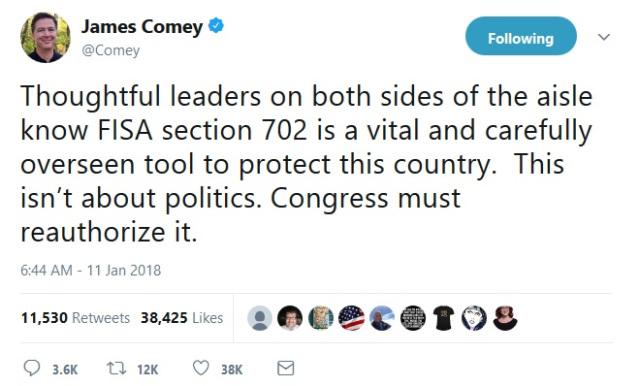 James Comey
@Comey
Following
Thoughtful leaders on both sides of the aisle
know FISA section 702 is a vital and carefully
overseen tool to protect this country.  This
isn't about politics. Congress must
reauthorize it.
6:44 AM - 11 Jan 2018
11,530 Retweets 38,425 Likes
3.6K 12K 38K